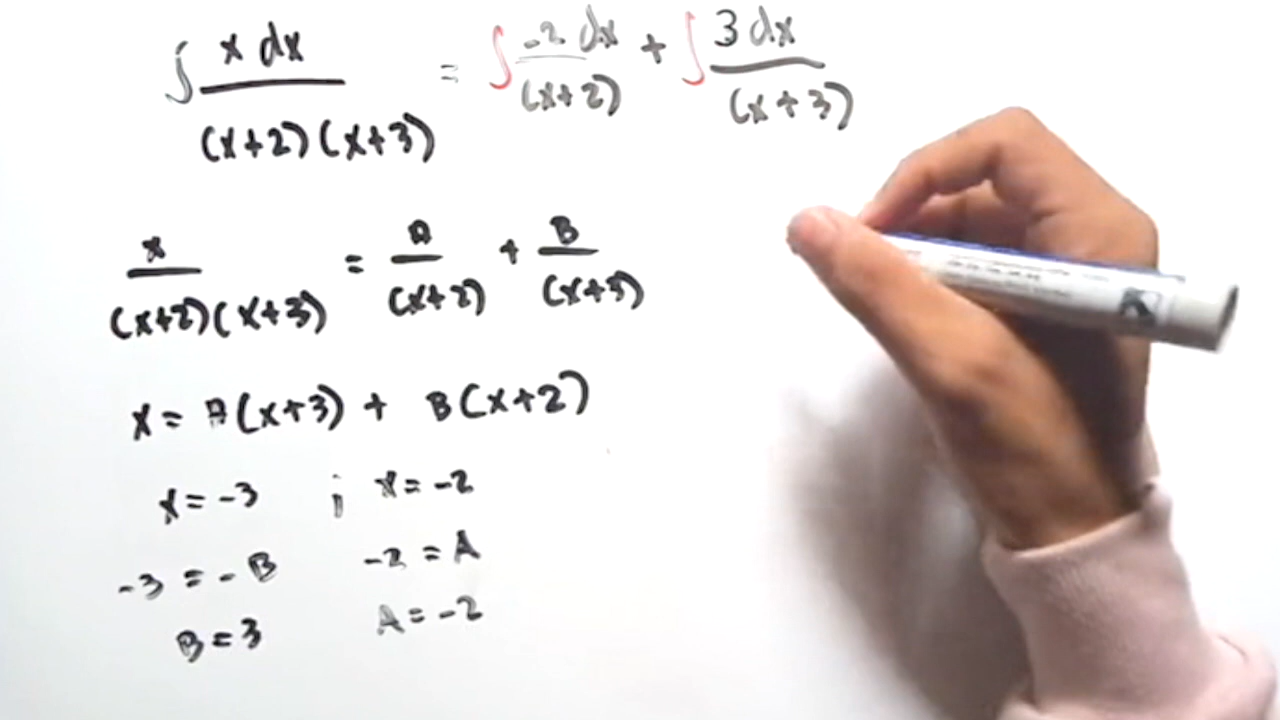 ∫ x dx / (x+2)(x+3) = ∫ -2 dx / (x+2) + ∫ 3 dx / (x+3)
x / (x+2)(x+3) = A / (x+2) + B / (x+3)
x = A(x+3) + B(x+2)
x = -3 ; x = -2
-3 = -B -2 = A
B = 3 A = -2